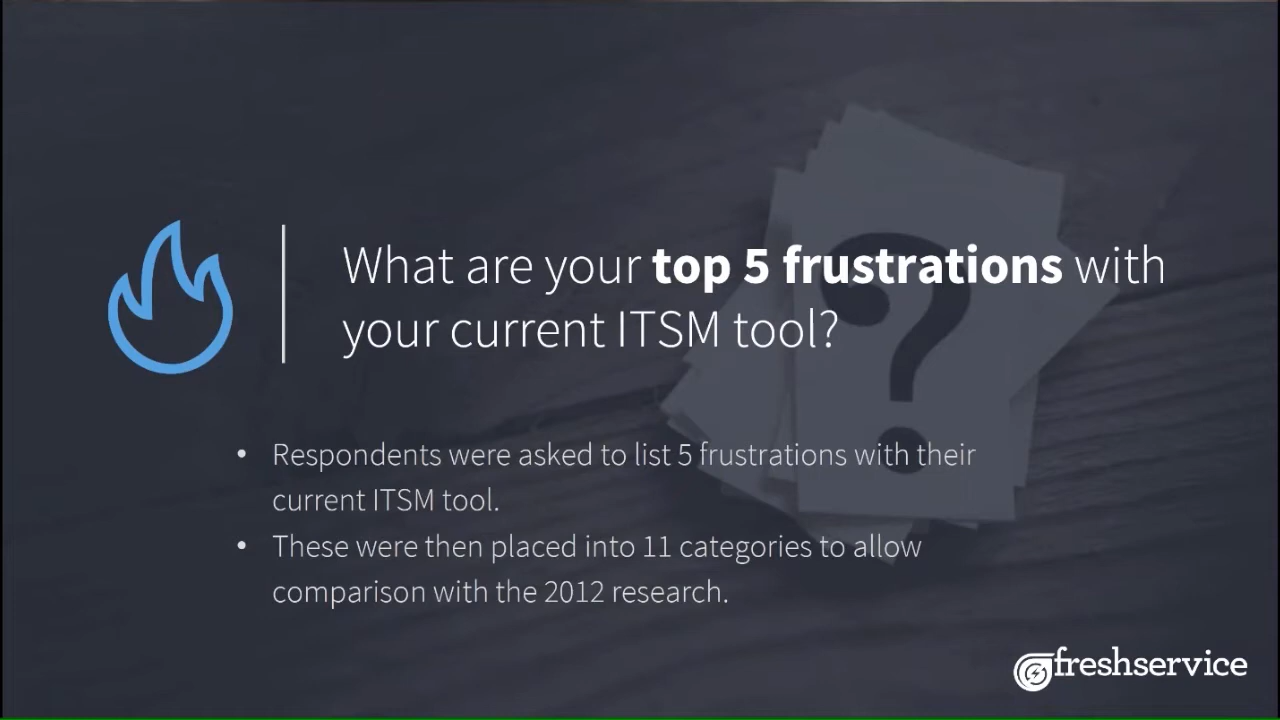 What are your top 5 frustrations with
your current ITSM tool?
• Respondents were asked to list 5 frustrations with their
current ITSM tool.
• These were then placed into 11 categories to allow
comparison with the 2012 research.
freshservice